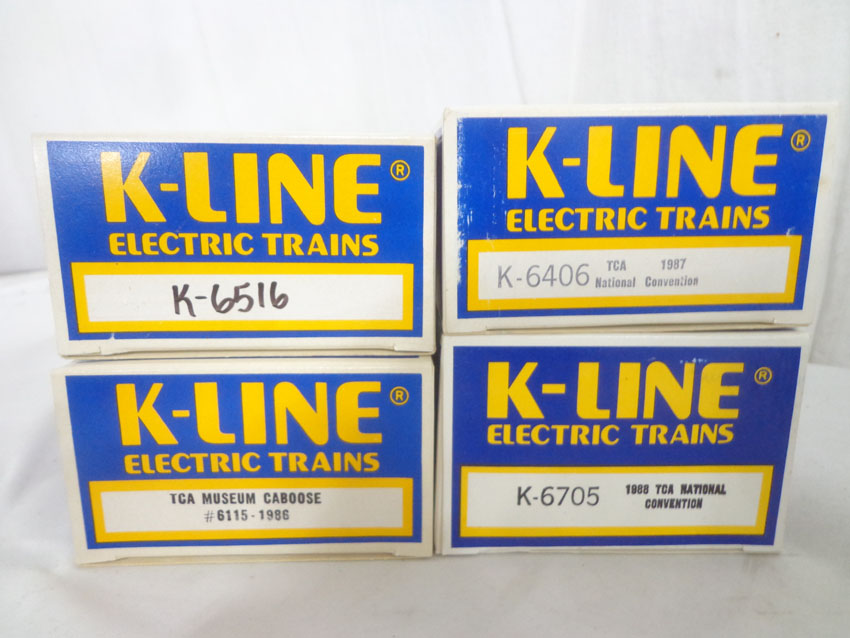 K-LINE®
ELECTRIC TRAINS
K-6516
K-LINE®
ELECTRIC TRAINS
K-6406 TCA 1987
National Convention
K-LINE®
ELECTRIC TRAINS
TCA MUSEUM CABOOSE
#6115-1986
K-LINE®
ELECTRIC TRAINS
K-6705 1988 TCA NATIONAL
CONVENTION